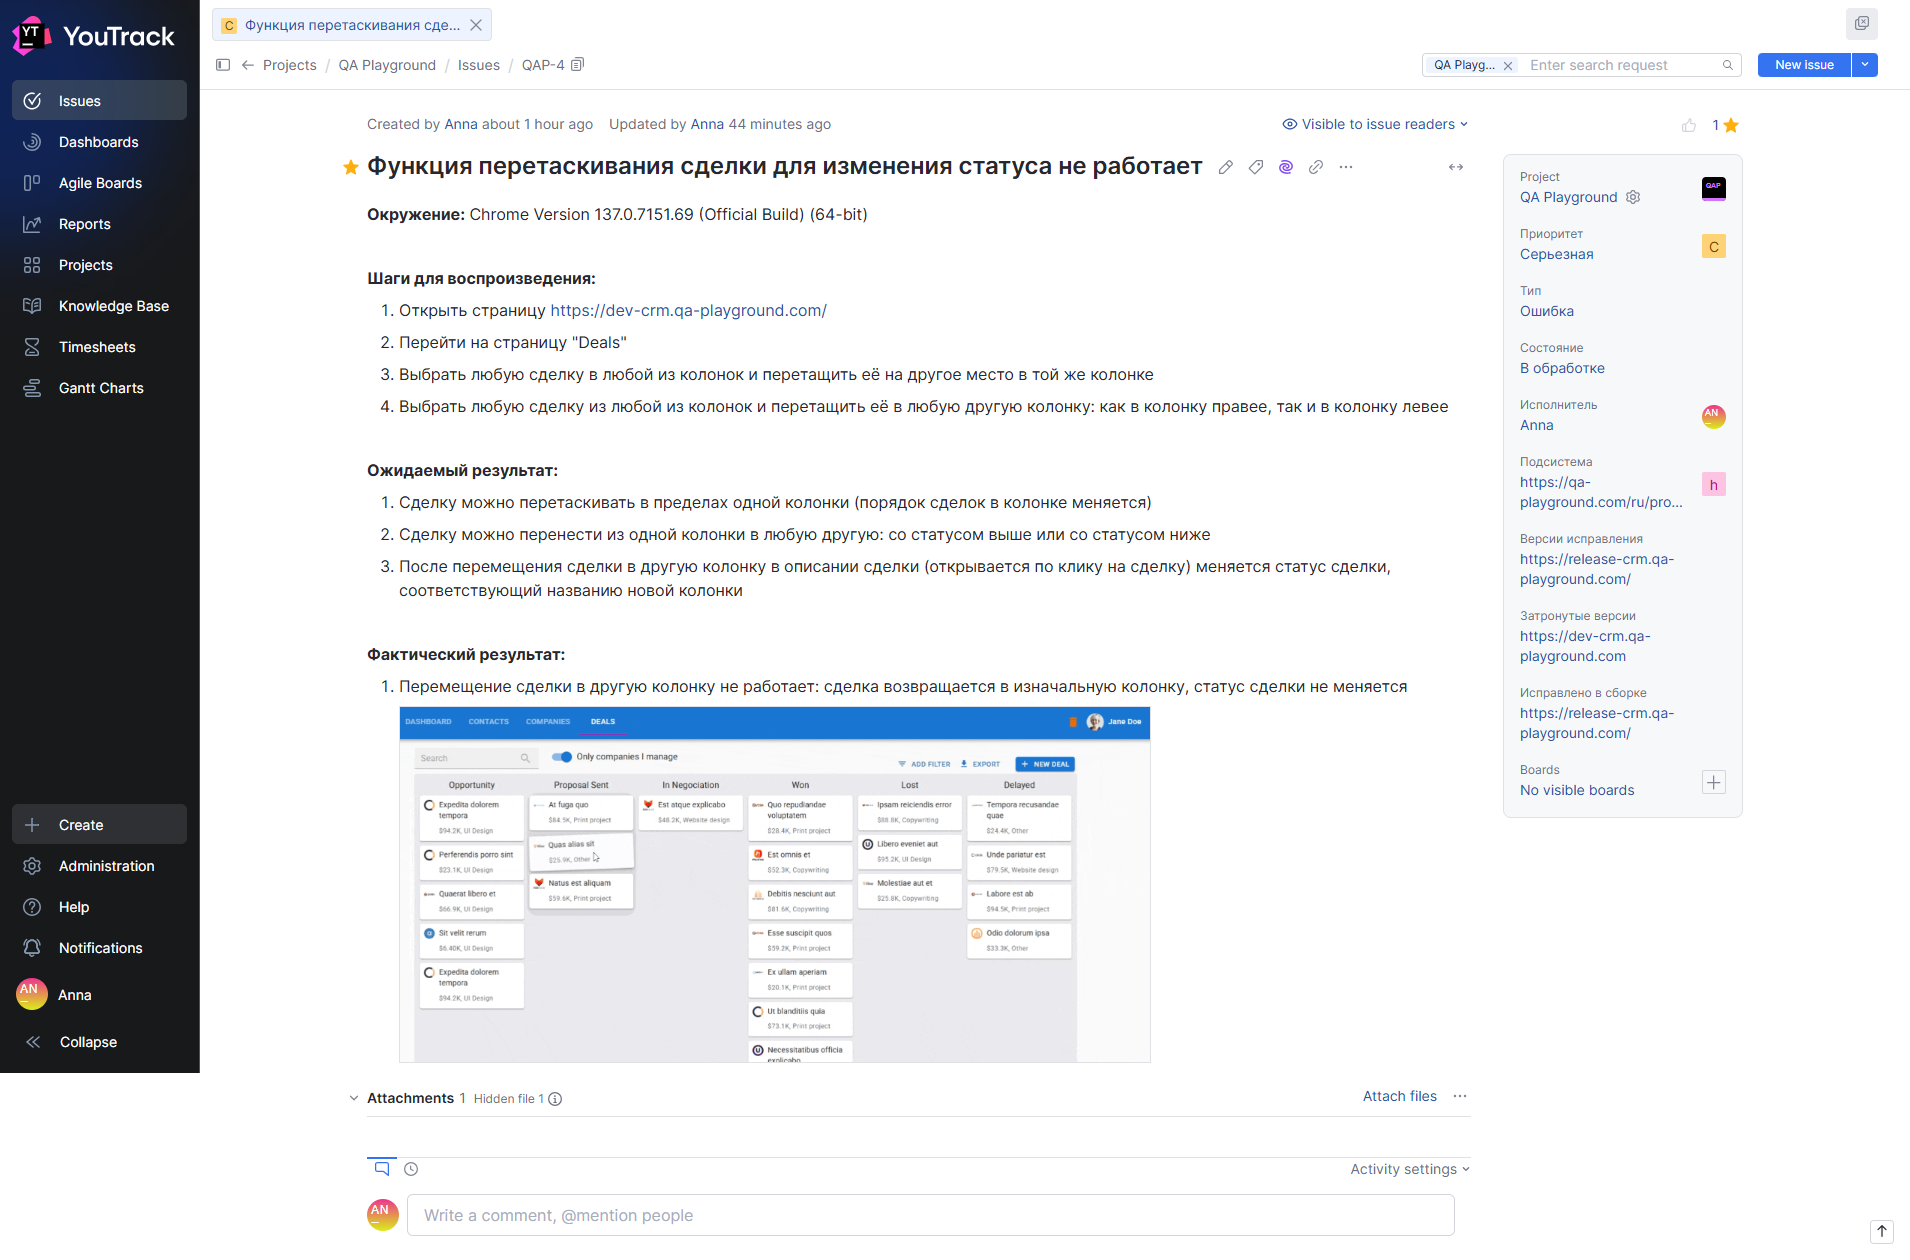 YT YouTrack
Issues
Dashboards
Agile Boards
Reports
Projects
Knowledge Base
Timesheets
Gantt Charts
Create
Administration
Help
Notifications
AN Anna
Collapse
C Функция перетаскивания сде...
Projects / QA Playground / Issues / QAP-4
QA Playg... Enter search request
New Issue
Created by Anna about 1 hour ago Updated by Anna 44 minutes ago
Visible to issue readers
1
Функция перетаскивания сделки для изменения статуса не работает
Окружение: Chrome Version 137.0.7151.69 (Official Build) (64-bit)
Шаги для воспроизведения:
1. Открыть страницу https://dev-crm.qa-playground.com/
2. Перейти на страницу "Deals"
3. Выбрать любую сделку в любой из колонок и перетащить её на другое место в той же колонке
4. Выбрать любую сделку из любой из колонок и перетащить её в любую другую колонку: как в колонку правее, так и в колонку левее
Ожидаемый результат:
1. Сделку можно перетаскивать в пределах одной колонки (порядок сделок в колонке меняется)
2. Сделку можно перенести из одной колонки в любую другую: со статусом выше или со статусом ниже
3. После перемещения сделки в другую колонку в описании сделки (открывается по клику на сделку) меняется статус сделки,
соответствующий названию новой колонки
Фактический результат:
1. Перемещение сделки в другую колонку не работает: сделка возвращается в изначальную колонку, статус сделки не меняется
DASHBOARD CONTACTS COMPANIES DEALS Jane Doe
Search Only companies I manage
ADD FILTER EXPORT + NEW DEAL
Opportunity
Expedita dolorem
tempora
$94.2K, UI Design
Perferendis porro sint
$23.1K, UI Design
Quaerat libero et
$66.9K, UI Design
Sit velit rerum
$6.40K, UI Design
Expedita dolorem
tempora
$94.2K, UI Design
Proposal Sent
At fuga quo
$84.5K, Print project
Quas alias sit
$25.9K, Other
Natus est aliquam
$59.6K, Print project
In Negociation
Est atque explicabo
$48.2K, Website design
Won
Quo repudiandae
voluptatem
$28.4K, Print project
Est omnis et
$52.3K, Copywriting
Debitis nesciunt aut
$81.6K, Copywriting
Esse suscipit quos
$59.2K, Print project
Ex ullam aperiam
$20.1K, Print project
Ut blanditiis quia
$73.1K, Print project
Necessitatibus officia
explicabo
Lost
Ipsam reiciendis error
$88.8K, Copywriting
Libero eveniet aut
$95.2K, UI Design
Molestiae aut et
$25.8K, Copywriting
Delayed
Tempora recusandae
quae
$24.4K, Other
Unde pariatur est
$79.5K, Website design
Labore est ab
$94.5K, Print project
Odio dolorum ipsa
$33.3K, Other
Attachments 1 Hidden file 1
Attach files
Activity settings
AN Write a comment, @mention people
Project
QA Playground
QAP
Приоритет
Серьезная
C
Тип
Ошибка
Состояние
В обработке
Исполнитель
Anna
AN
Подсистема
https://qa-
playground.com/ru/pro...
h
Версии исправления
https://release-crm.qa-
playground.com/
Затронутые версии
https://dev-crm.qa-
playground.com
Исправлено в сборке
https://release-crm.qa-
playground.com/
Boards
No visible boards